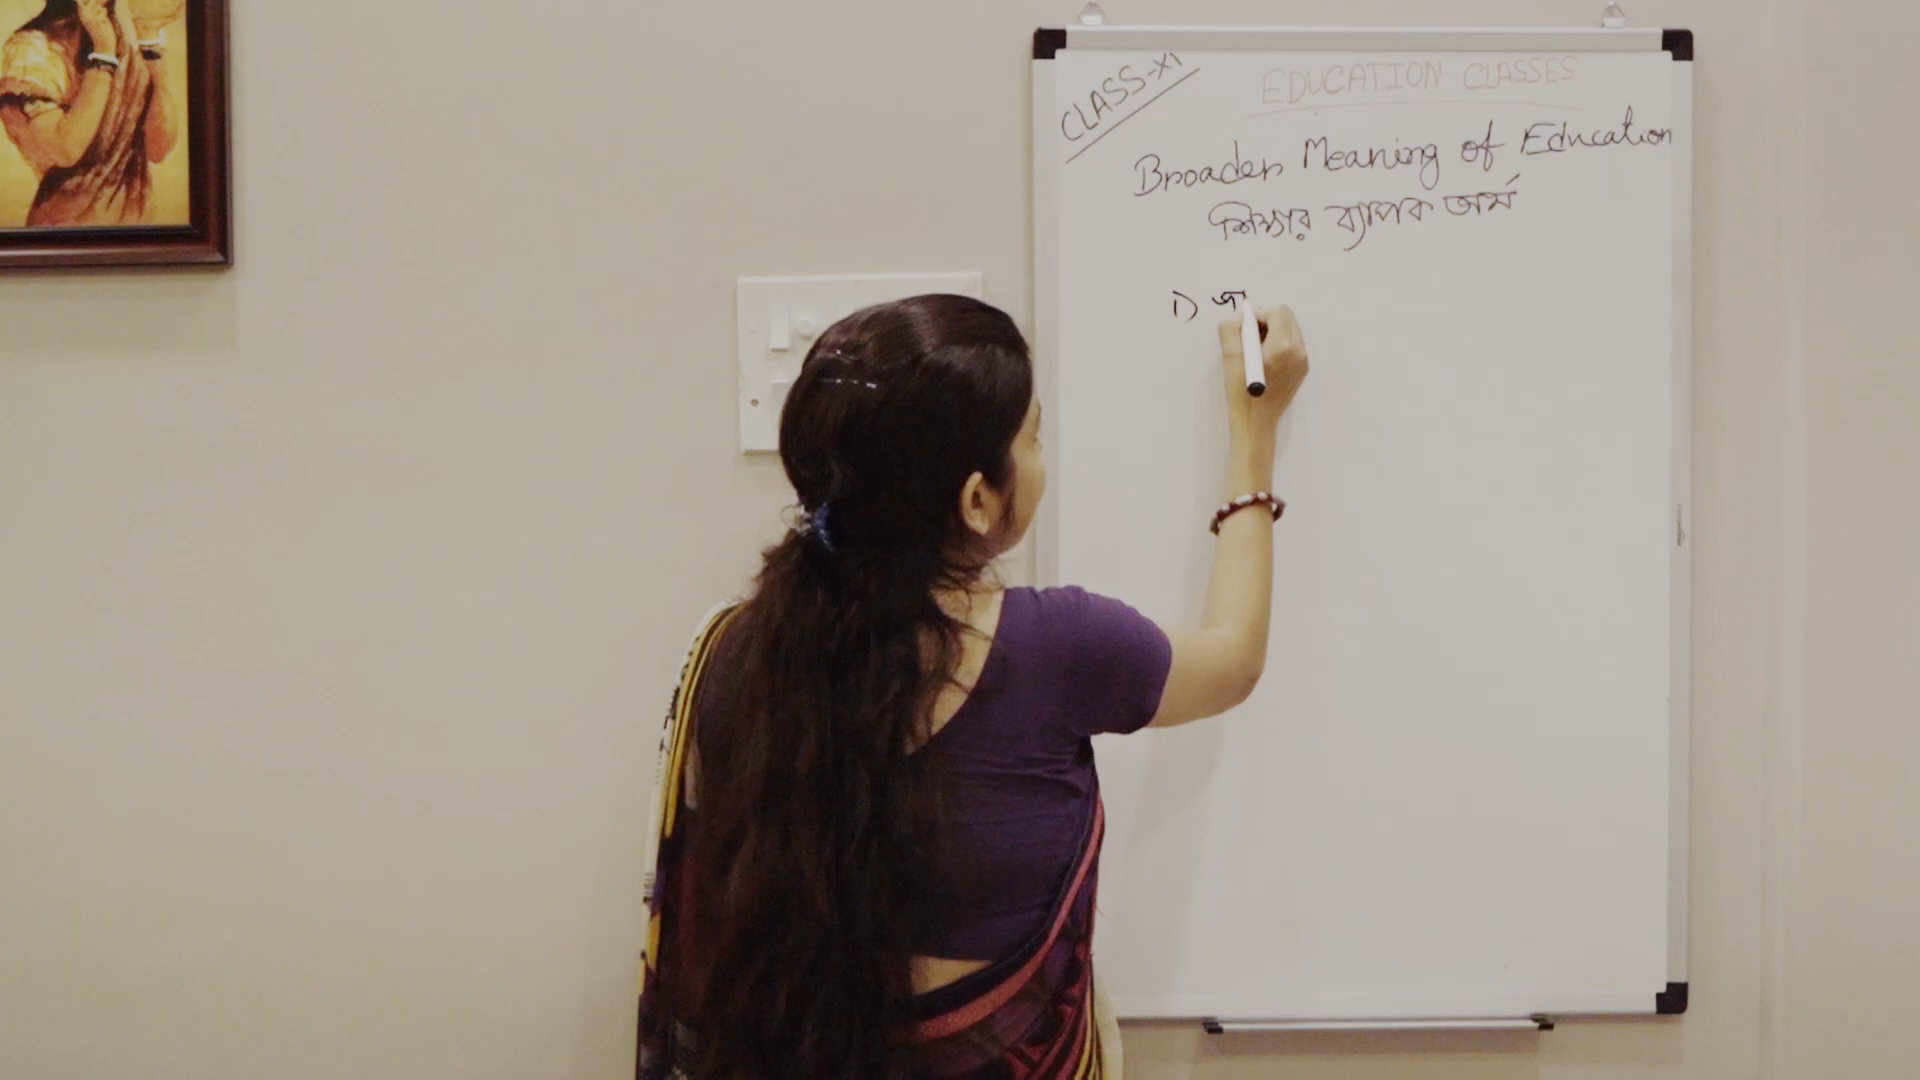 CLASS-XI
EDUCATION CLASSES
Broader Meaning of Education
শিক্ষার ব্যাপক অর্থ
1)